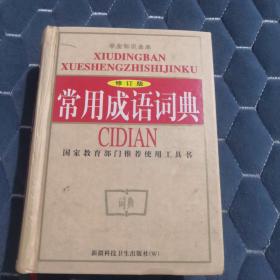 学生知识金库
XIUDINGBAN
XUESHENGZHISHIJINKU
修订版
常用成语词典
CIDIAN
国家教育部门推荐使用工具书
词典
新疆科技卫生出版社(W)